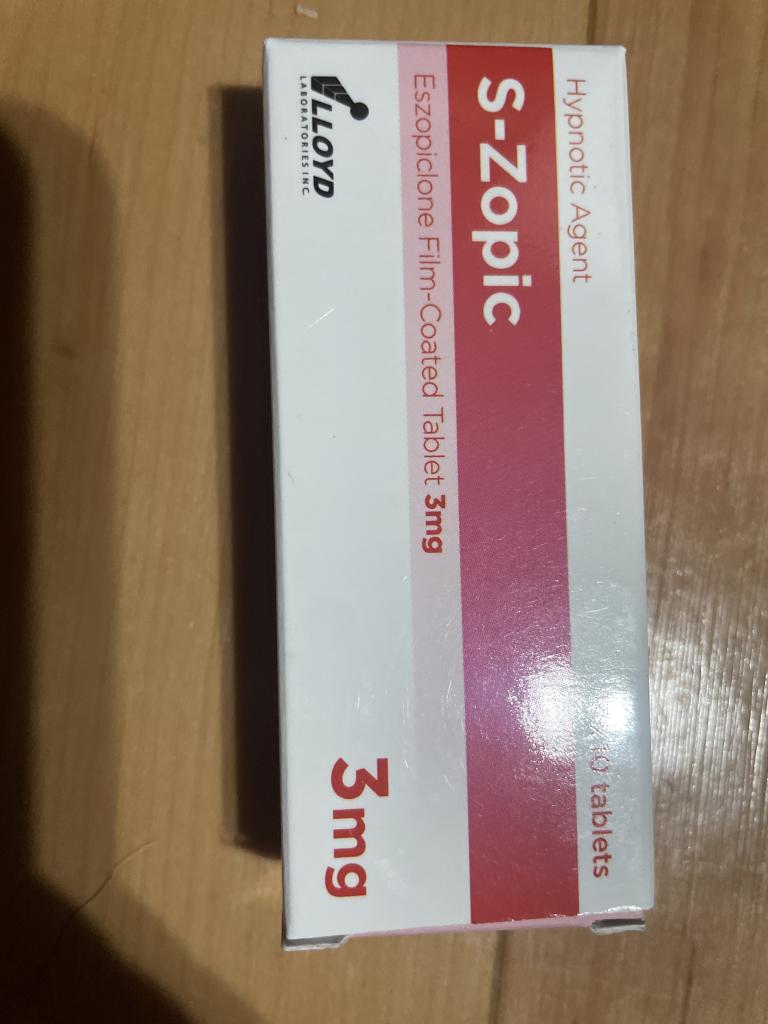 Hypnotic Agent
10 tablets
S-Zopic
Eszopiclone Film-Coated Tablet 3mg
LLOYD
LABORATORIES INC.
3mg